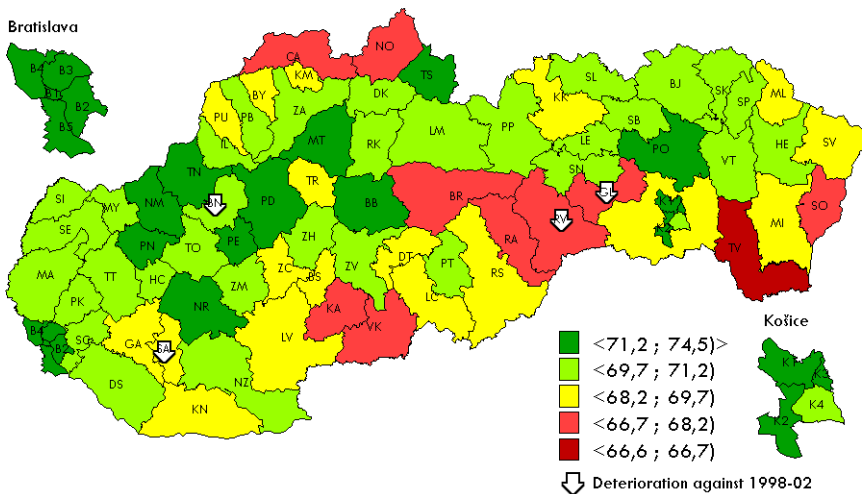 Bratislava
B4
B3
B1
B2
B5
CA
NO
TS
KM
BY
PU
PB
ZA
DK
IL
MT
RK
LM
PP
KK
SL
BJ
SK
SP
ML
SB
LE
PO
SN
GL
VT
HE
SV
SO
MI
TV
TN
BN
PD
TR
BB
BR
RV
RA
RS
SI
MY
NM
SE
PN
TO
PE
ZH
ZC
BS
ZV
DT
PT
LC
MA
TT
HC
ZM
PK
NR
KA
VK
B4
B2
SC
GA
SA
LV
DS
NZ
KN
<71,2 ; 74,5)>
<69,7 ; 71,2)
<68,2 ; 69,7)
<66,7 ; 68,2)
<66,6 ; 66,7)
Deterioration against 1998-02
Košice
K1
K4
K2